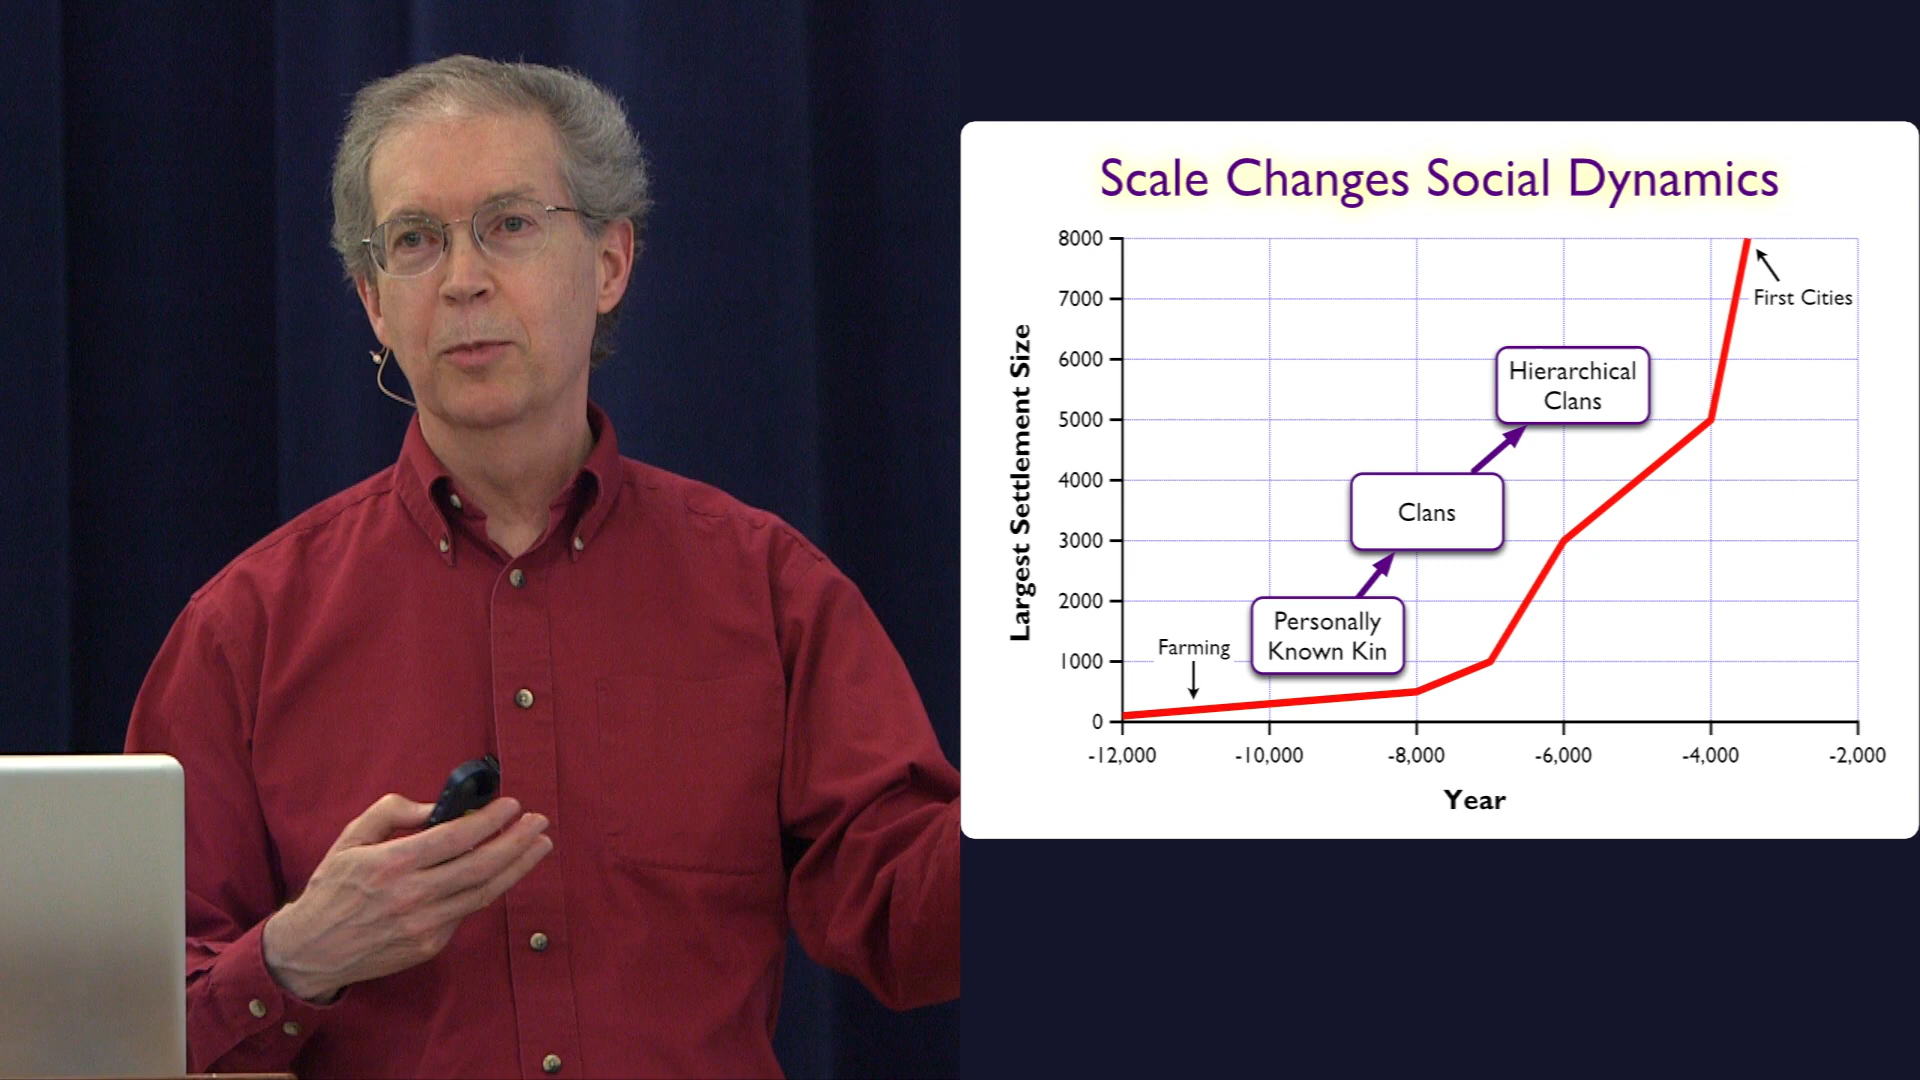 Scale Changes Social Dynamics
8000
7000
6000
5000
4000
3000
2000
1000
0
Largest Settlement Size
First Cities
Hierarchical
Clans
Clans
Personally
Known Kin
Farming
-12,000
-10,000
-8,000
-6,000
-4,000
-2,000
Year